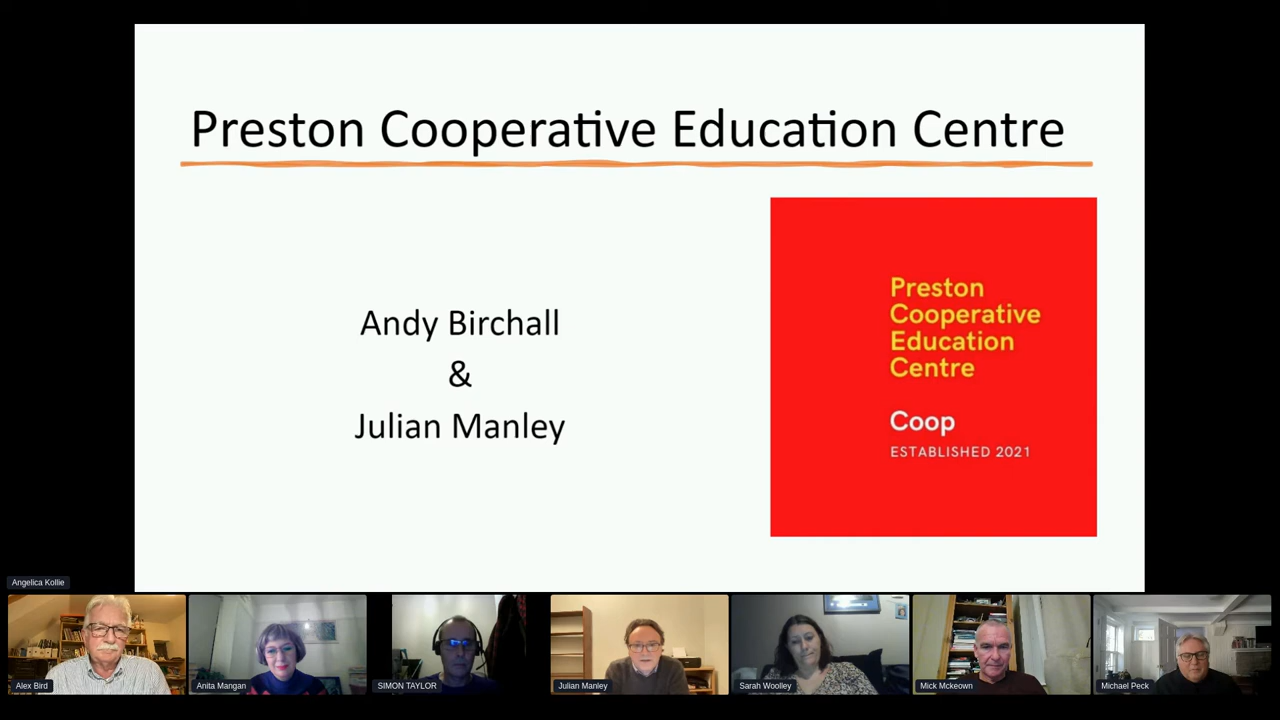 Preston Cooperative Education Centre
Andy Birchall
&
Julian Manley
Preston
Cooperative
Education
Centre
Coop
ESTABLISHED 2021
Angelica Kollie
Alex Bird
Anita Mangan
SIMON TAYLOR
Julian Manley
Sarah Woolley
Mick Mckeown
Michael Peck